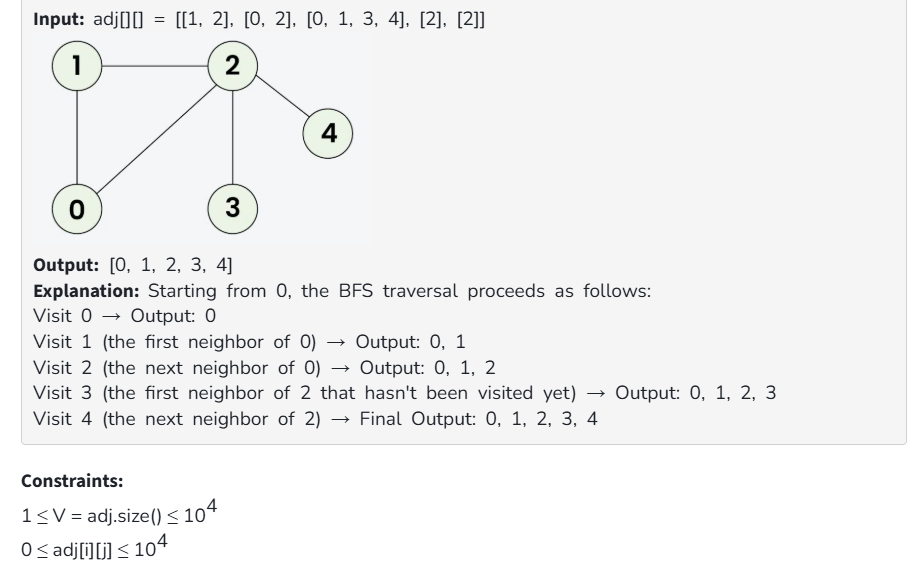 Input: adj[][] = [[1, 2], [0, 2], [0, 1, 3, 4], [2], [2]]
1
2
4
0
3
Output: [0, 1, 2, 3, 4]
Explanation: Starting from 0, the BFS traversal proceeds as follows:
Visit 0 → Output: 0
Visit 1 (the first neighbor of 0) → Output: 0, 1
Visit 2 (the next neighbor of 0) → Output: 0, 1, 2
Visit 3 (the first neighbor of 2 that hasn't been visited yet) → Output: 0, 1, 2, 3
Visit 4 (the next neighbor of 2) → Final Output: 0, 1, 2, 3, 4
Constraints:
1 ≤ V = adj.size() ≤ 10⁴
0 ≤ adj[i][j] ≤ 10⁴